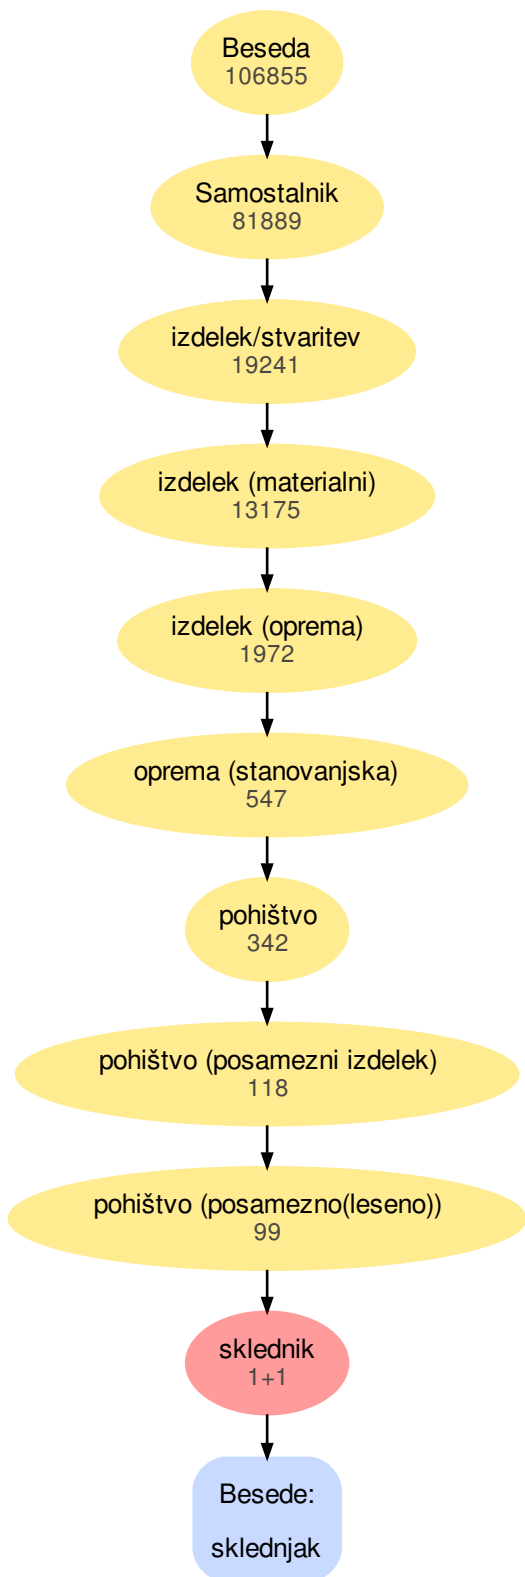 Beseda
106855
Samostalnik
81889
izdelek/stvaritev
19241
izdelek (materialni)
13175
izdelek (oprema)
1972
oprema (stanovanjska)
547
pohištvo
342
pohištvo (posamezni izdelek)
118
pohištvo (posamezno(leseno))
99
sklednik
1+1
Besede:
sklednjak